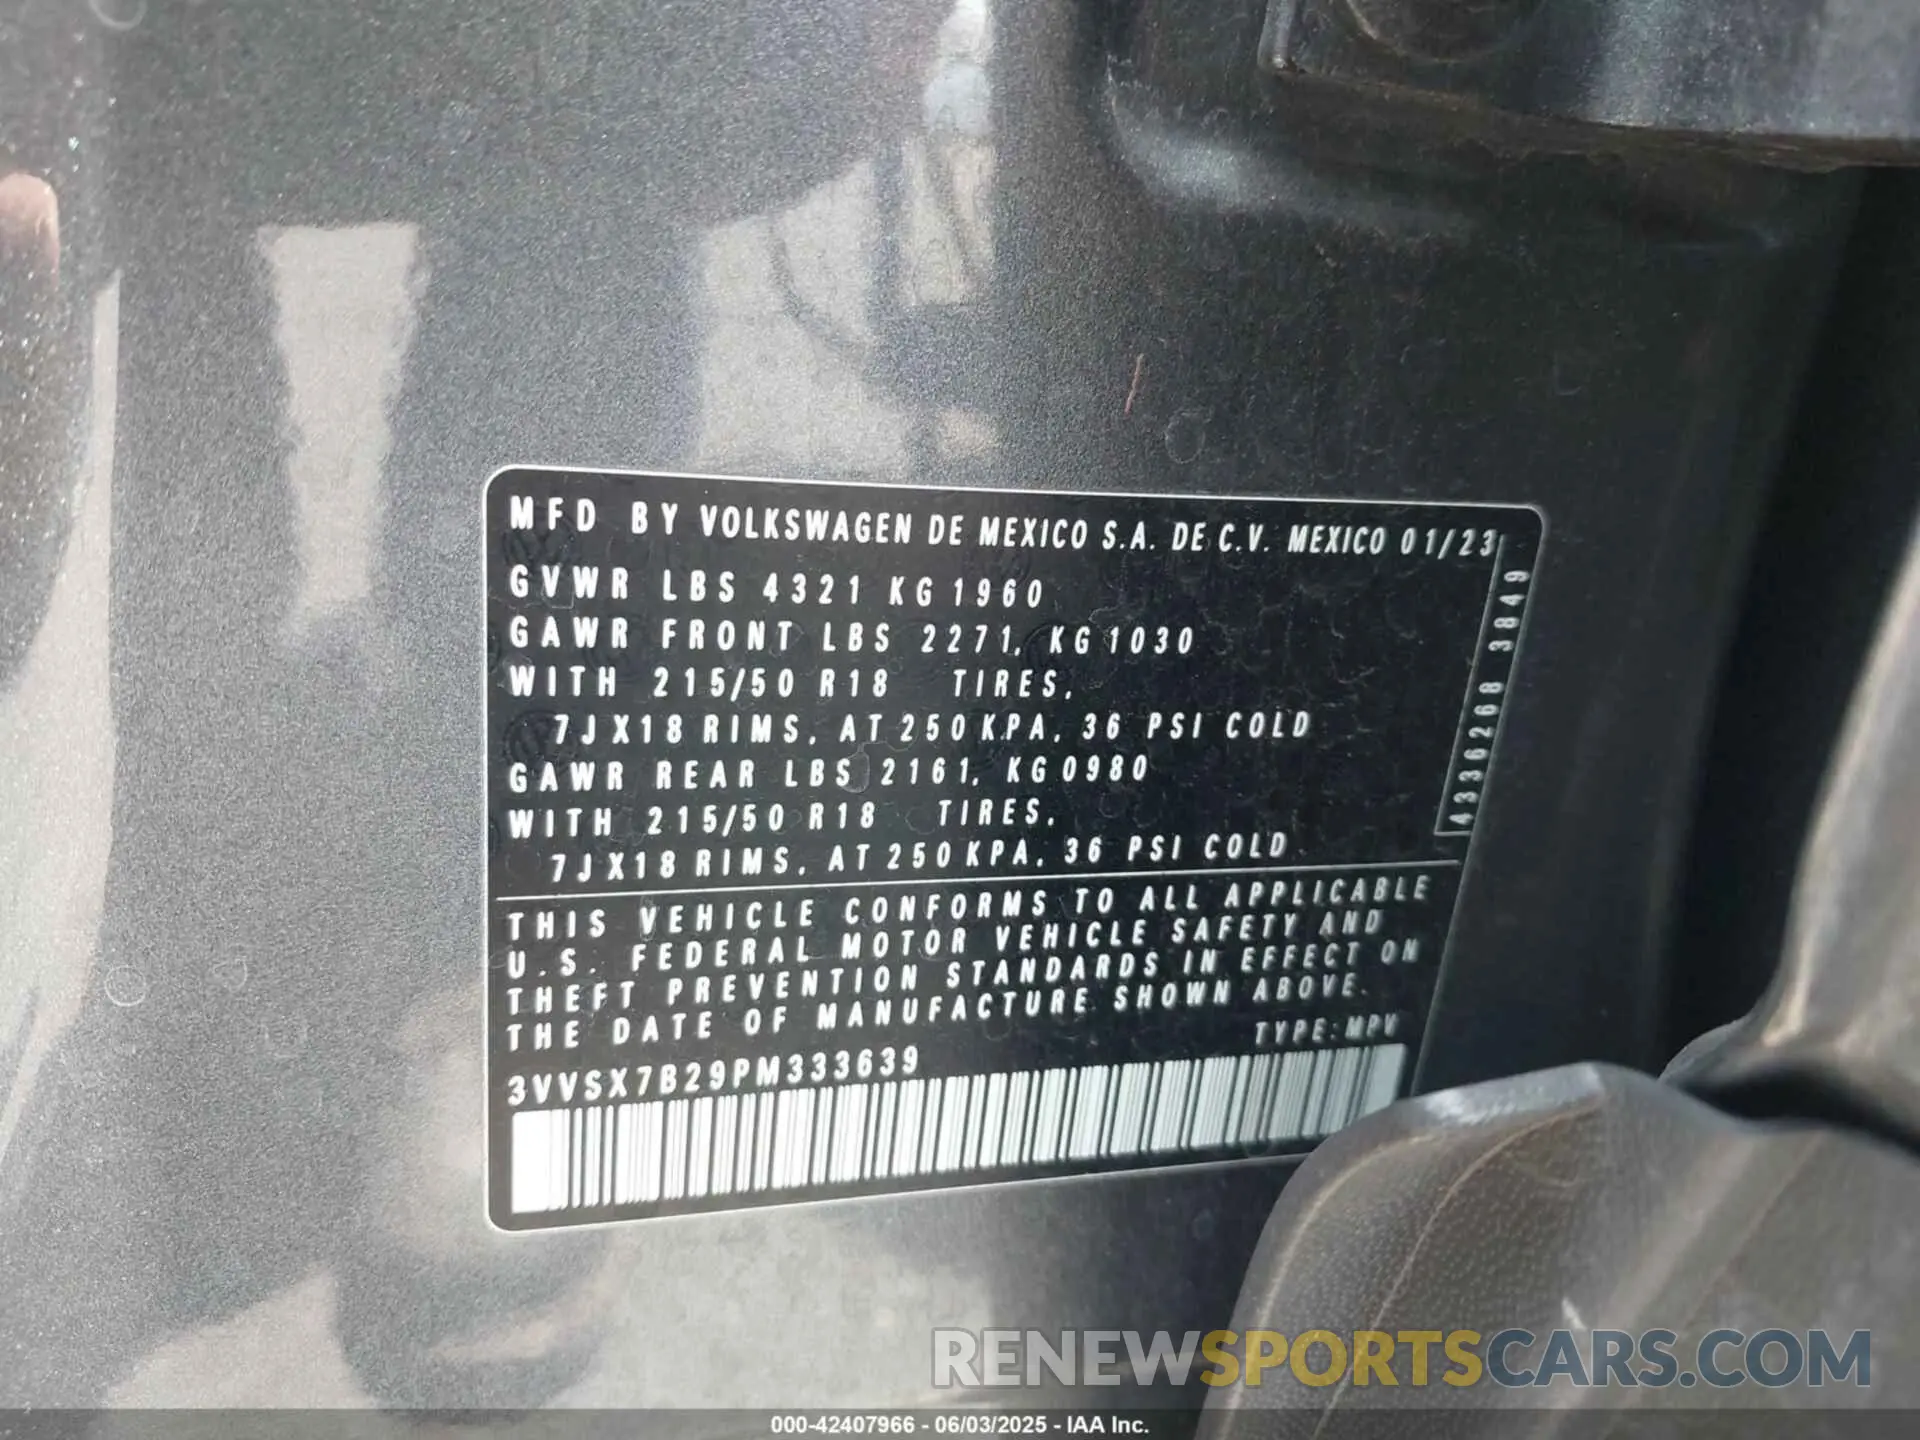 MFD BY VOLKSWAGEN DE MEXICO S.A. DE C.V. MEXICO 01/23
GVWR LBS 4321 KG 1960
GAWR FRONT LBS 2271, KG 1030
WITH 215/50 R18 TIRES,
7JX18 RIMS, AT 250 KPA, 36 PSI COLD
GAWR REAR LBS 2161, KG 0980
WITH 215/50 R18 TIRES,
7JX18 RIMS, AT 250 KPA, 36 PSI COLD
4336268 3849
THIS VEHICLE CONFORMS TO ALL APPLICABLE
U.S. FEDERAL MOTOR VEHICLE SAFETY AND
THEFT PREVENTION STANDARDS IN EFFECT ON
THE DATE OF MANUFACTURE SHOWN ABOVE.
TYPE: MPV
3VVSX7B29PM333639
RENEWSPORTSCARS.COM
000-42407966 - 06/03/2025 - IAA Inc.